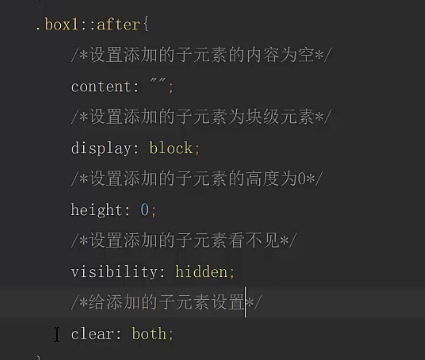 .box1::after{
/*设置添加的子元素的内容为空*/
content: "";
/*设置添加的子元素为块级元素*/
display: block;
/*设置添加的子元素的高度为0*/
height: 0;
/*设置添加的子元素看不见*/
visibility: hidden;
/*给添加的子元素设置*/
clear: both;
}